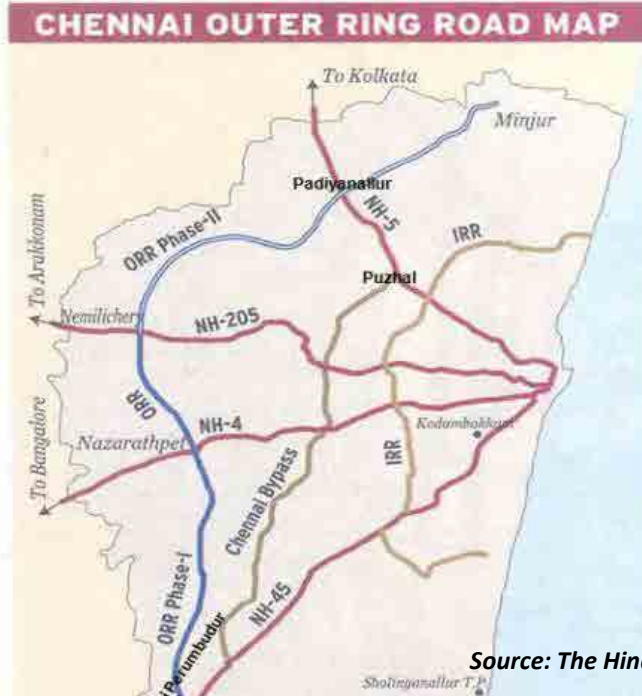 CHENNAI OUTER RING ROAD MAP
To Kolkata
Minjur
Padiyanallur
NH-5
ORR Phase-II
IRR
Puzhal
To Arakkonam
Nemilichery
NH-205
ORR
NH-4
Kodambakkam
Nazarathpet
To Bangalore
IRR
Chennai Bypass
ORR Phase-I
NH-45
Perumbudur
Source: The Hin
Sholinganallur T.P.